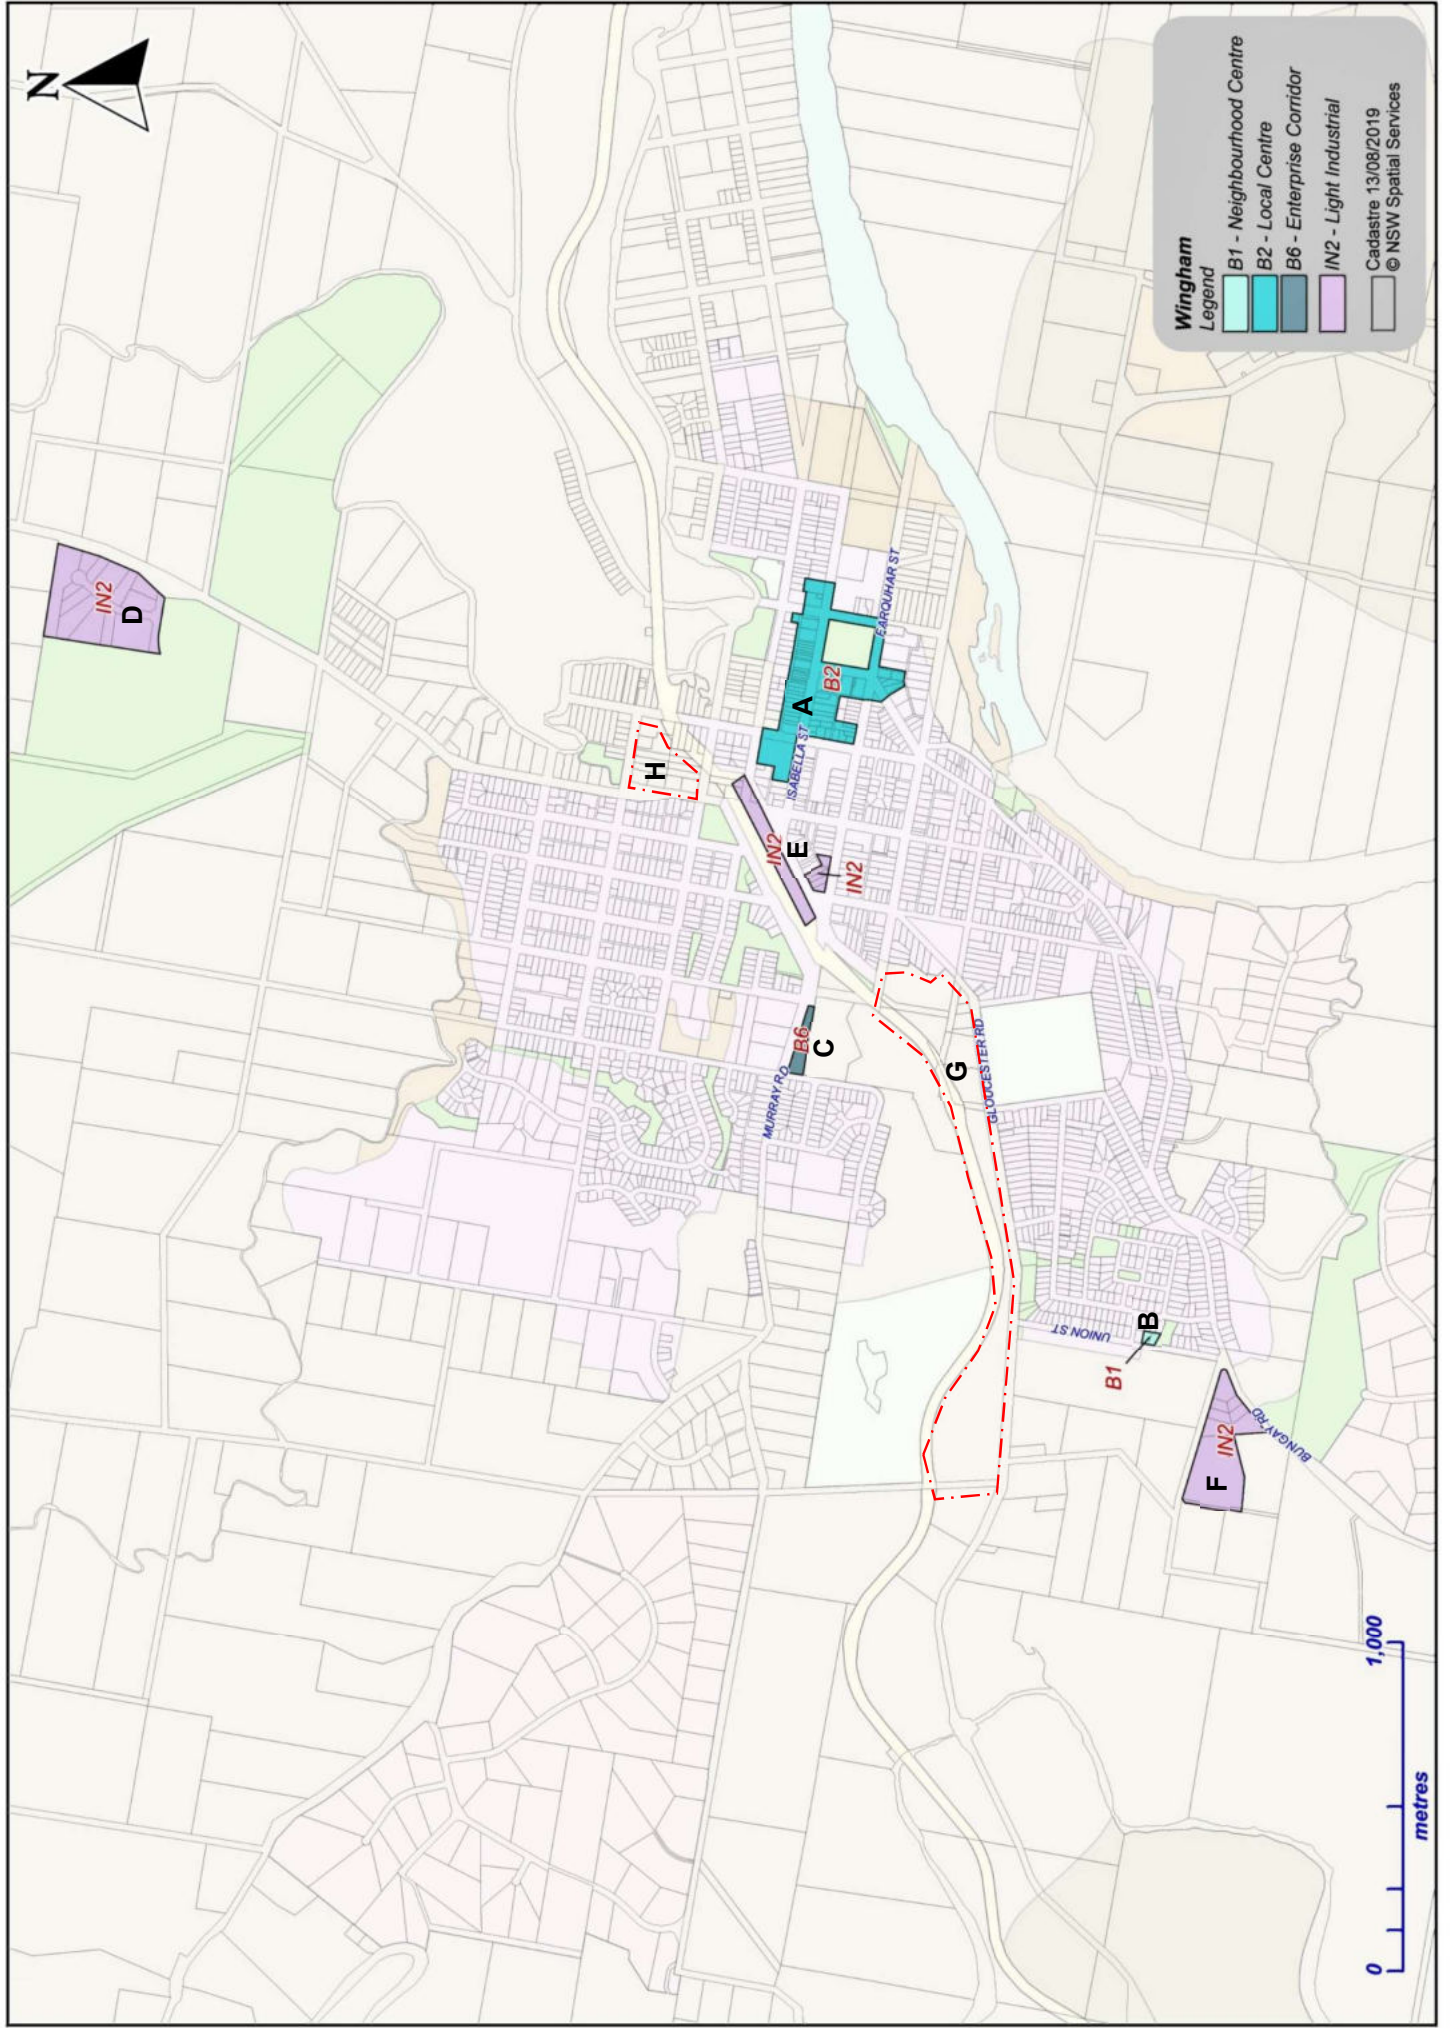 N
IN2
D
H
A
B2
ISABELLA ST
FARQUHAR ST
IN2
E
IN2
B6
C
MURRAY RD
G
GLOUCESTER RD
UNION ST
B
B1
IN2
F
BUNGAY RD
Wingham
Legend
B1 - Neighbourhood Centre
B2 - Local Centre
B6 - Enterprise Corridor
IN2 - Light Industrial
Cadastre 13/08/2019
© NSW Spatial Services
0
1,000
metres